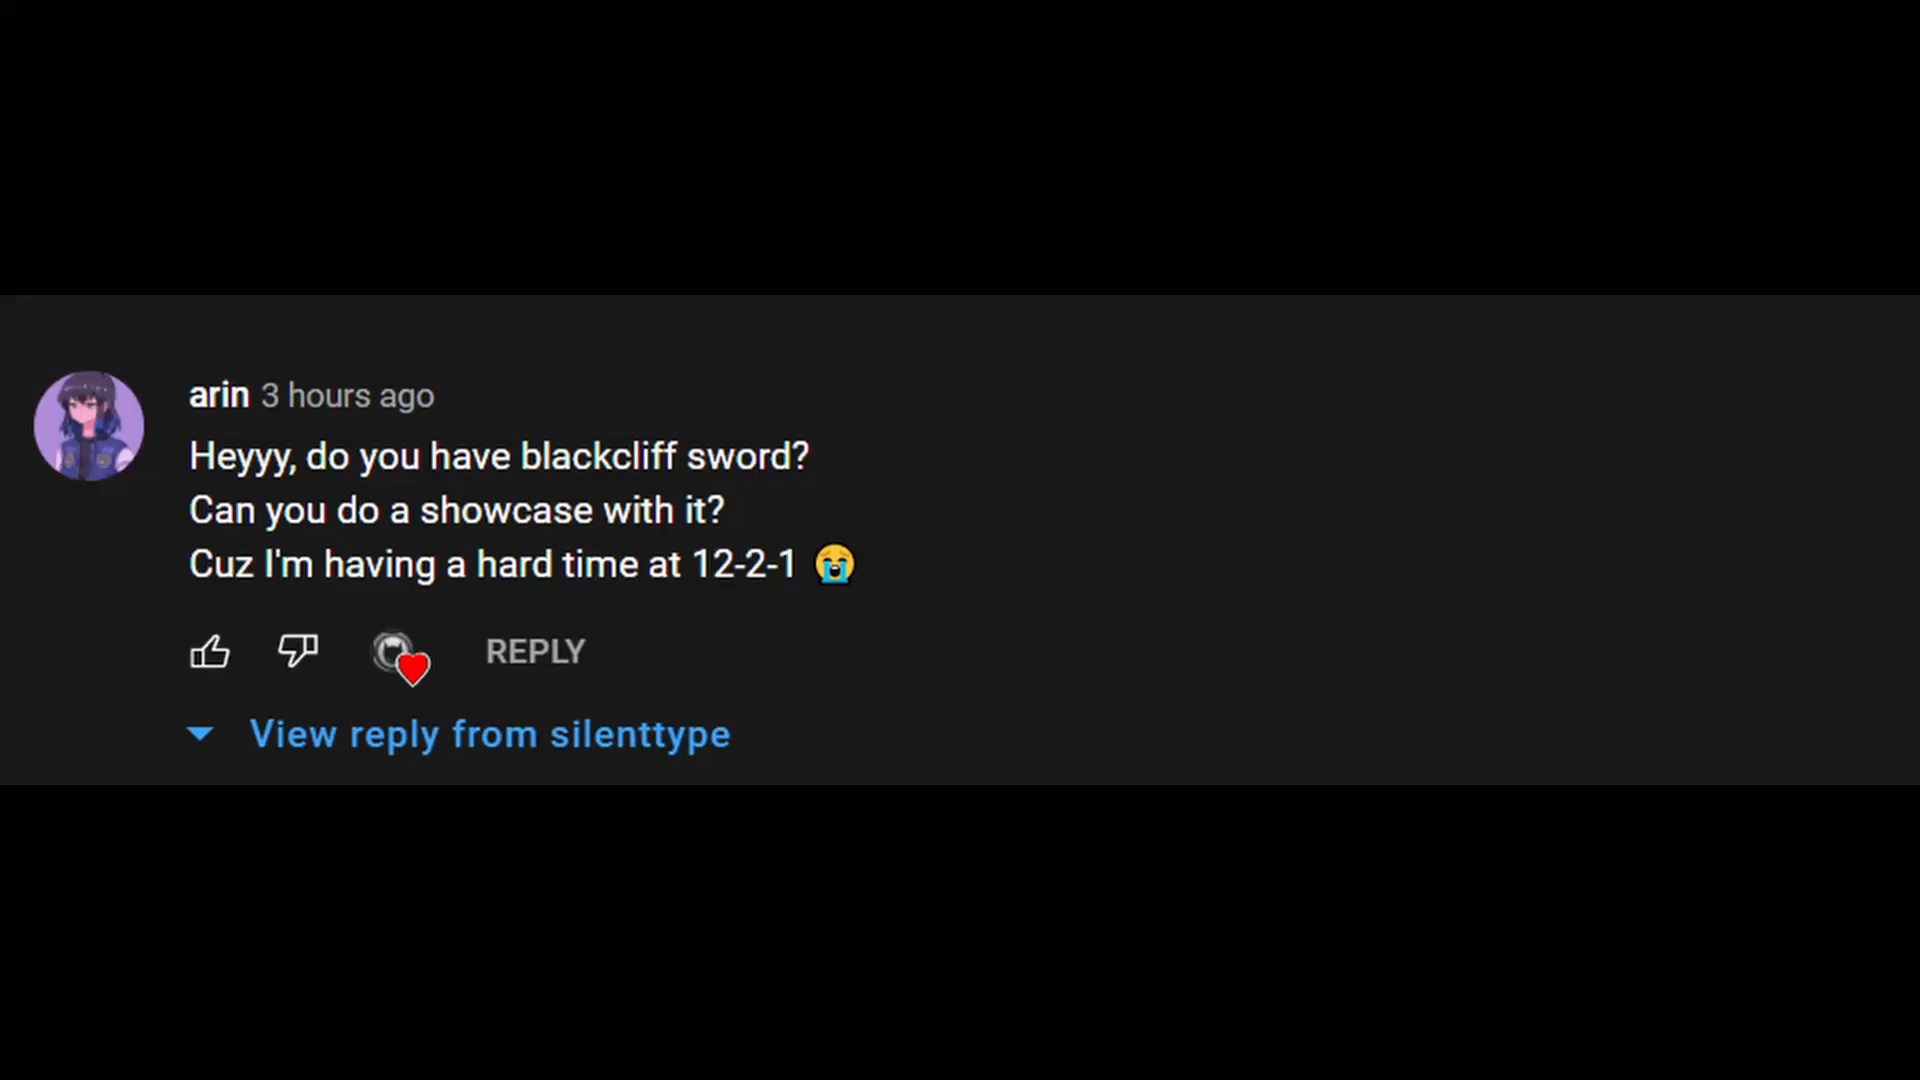 arin 3 hours ago
Heyyy, do you have blackcliff sword?
Can you do a showcase with it?
Cuz I'm having a hard time at 12-2-1 😭
REPLY
View reply from silenttype